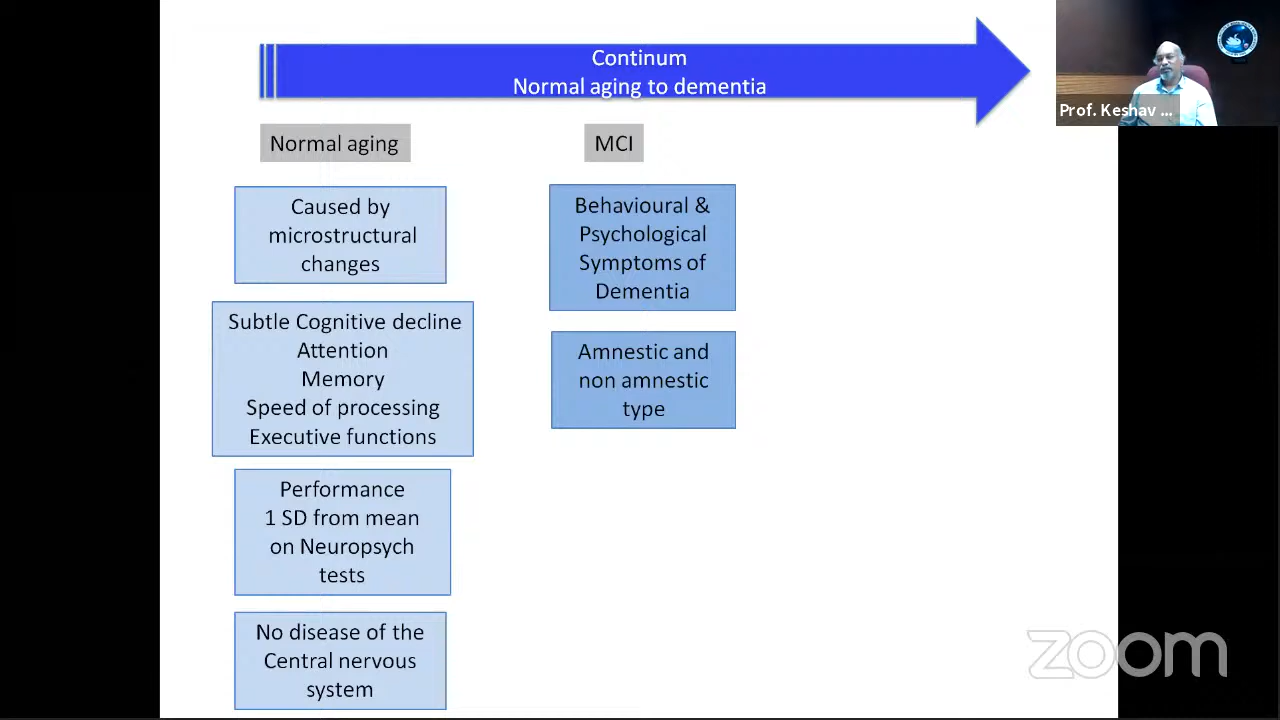 Continum
Normal aging to dementia
Prof. Keshav ...
Normal aging
MCI
Caused by
microstructural
changes
Behavioural &
Psychological
Symptoms of
Dementia
Subtle Cognitive decline
Attention
Memory
Speed of processing
Executive functions
Amnestic and
non amnestic
type
Performance
1 SD from mean
on Neuropsych
tests
No disease of the
Central nervous
system
zoom